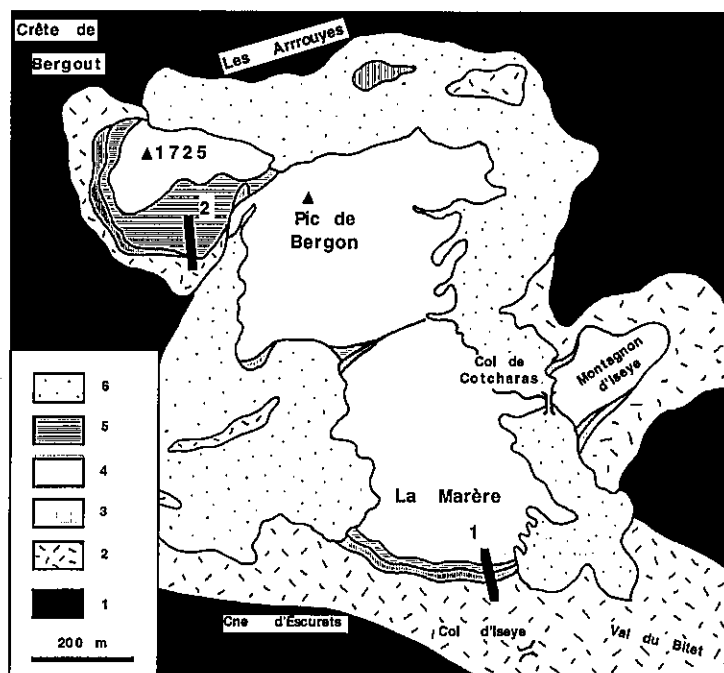 Crête de
Bergout
Les Arrrouyes
▲1725
2
▲
Pic de
Bergon
Col de
Cotcharas
Montagnon
d'Iseye
La Marère
1
Cne d'Escurets
Col d'Iseye
Val du Bitet
6
5
4
3
2
1
200 m